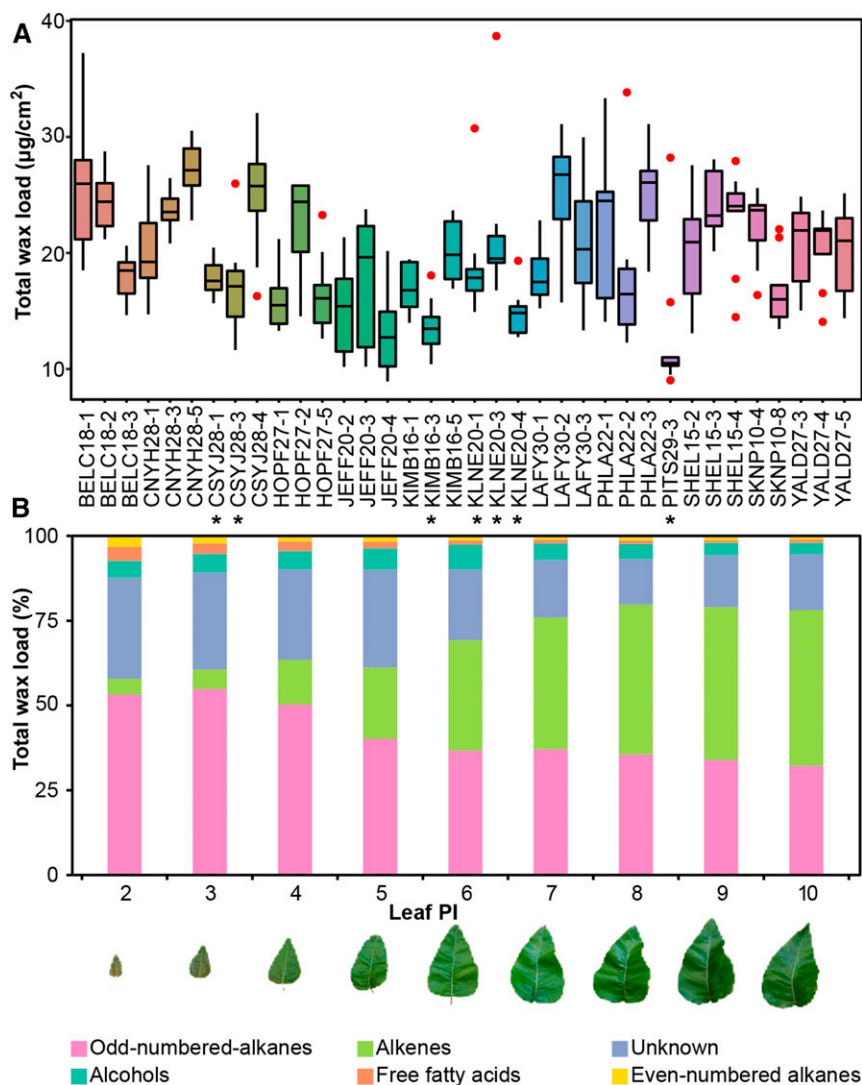 A
Total wax load (µg/cm²)
40
30
20
10
BELC18-1
BELC18-2
BELC18-3
CNYH28-1
CNYH28-3
CNYH28-5
CSYJ28-1
CSYJ28-3
CSYJ28-4
HOPF27-1
HOPF27-2
HOPF27-5
JEFF20-2
JEFF20-3
JEFF20-4
KIMB16-1
KIMB16-3
KIMB16-5
KLNE20-1
KLNE20-3
KLNE20-4
LAFY30-1
LAFY30-2
LAFY30-3
PHLA22-1
PHLA22-2
PHLA22-3
PITS29-3
SHEL15-2
SHEL15-3
SHEL15-4
SKNP10-4
SKNP10-8
YALD27-3
YALD27-4
YALD27-5
* * * * * * *
B
Total wax load (%)
100
75
50
25
0
2 3 4 5 6 7 8 9 10
Leaf PI
Odd-numbered-alkanes Alkenes Unknown
Alcohols Free fatty acids Even-numbered alkanes